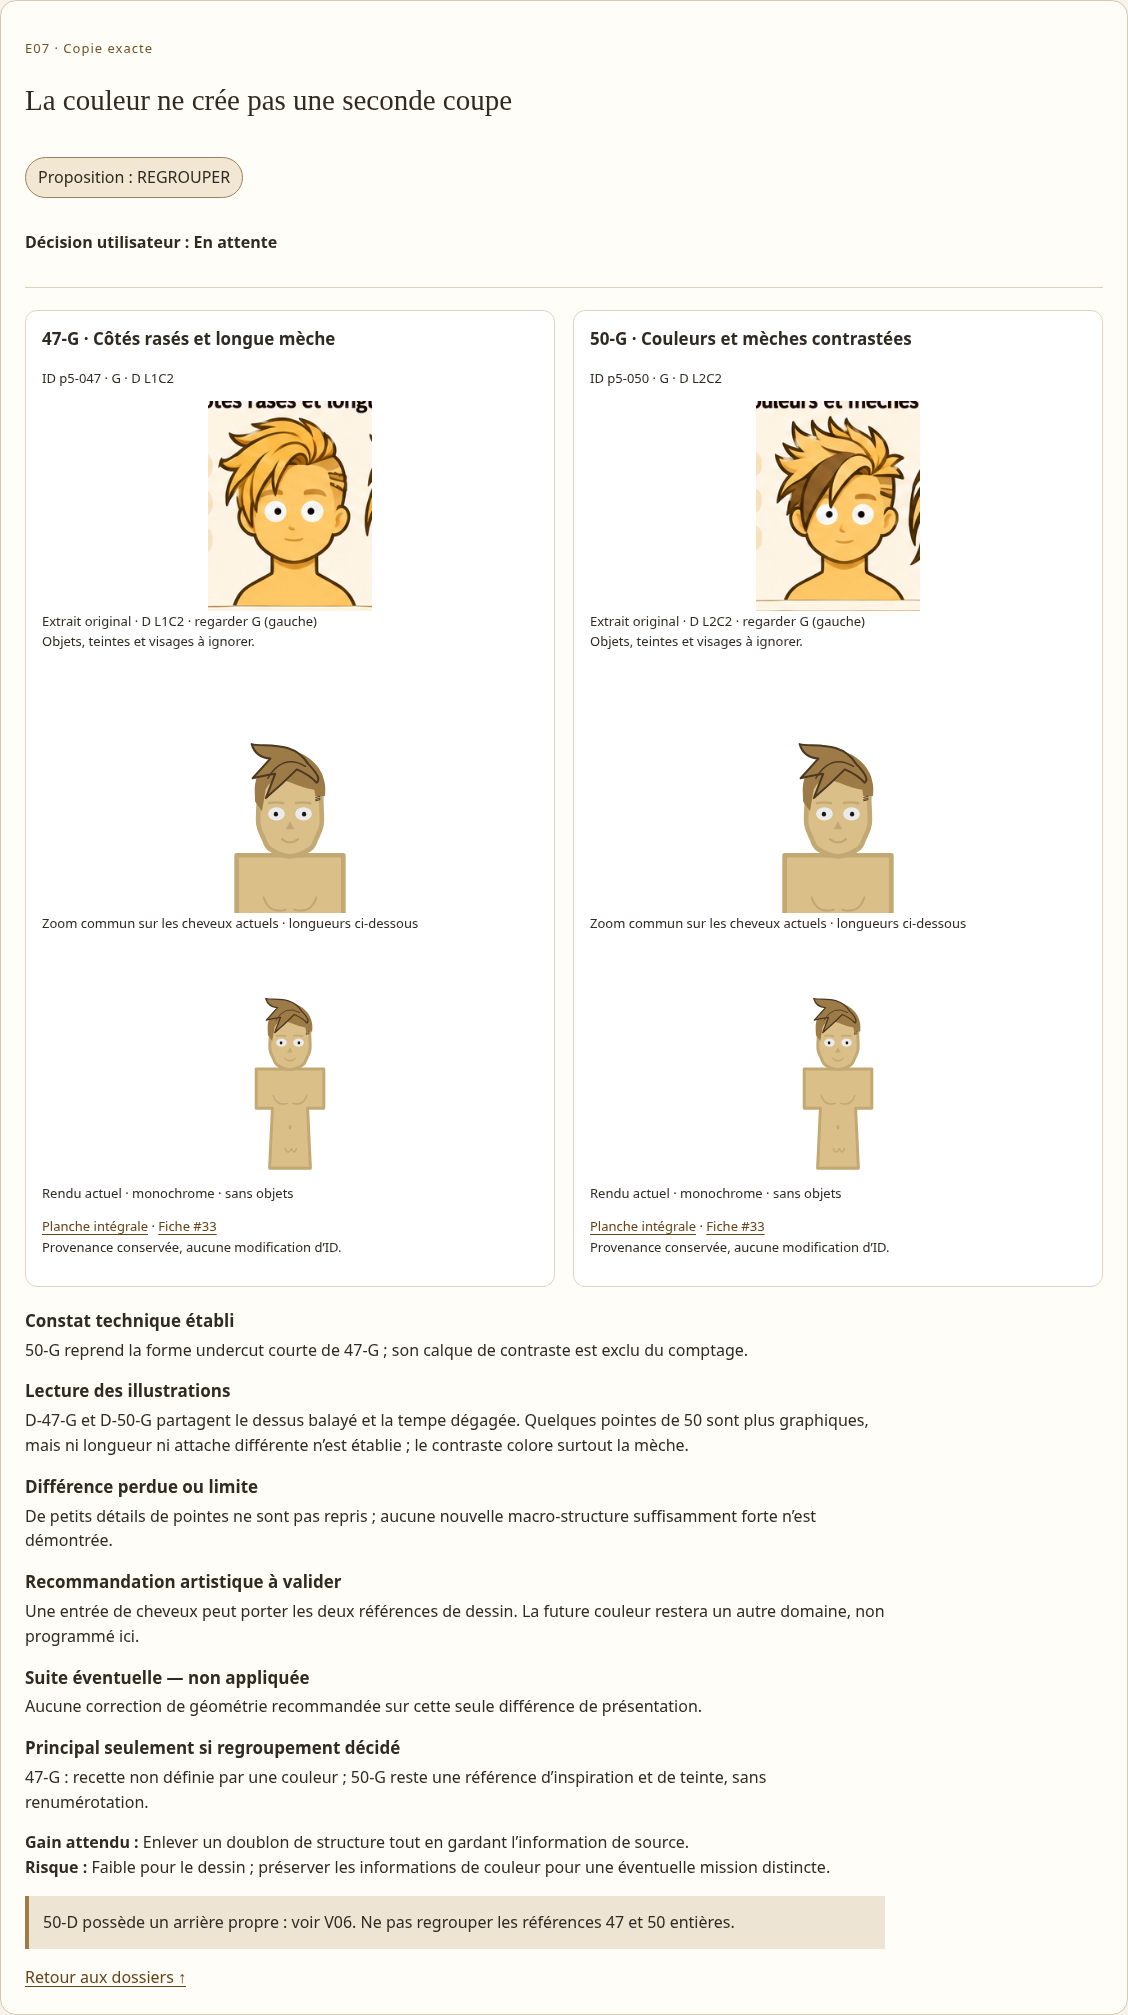 E07 · Copie exacte
La couleur ne crée pas une seconde coupe
Proposition : REGROUPER
Décision utilisateur : En attente
47-G · Côtés rasés et longue mèche
ID p5-047 · G · D L1C2
Extrait original · D L1C2 · regarder G (gauche)
Objets, teintes et visages à ignorer.
Zoom commun sur les cheveux actuels · longueurs ci-dessous
Rendu actuel · monochrome · sans objets
Planche intégrale · Fiche #33
Provenance conservée, aucune modification d’ID.
50-G · Couleurs et mèches contrastées
ID p5-050 · G · D L2C2
Extrait original · D L2C2 · regarder G (gauche)
Objets, teintes et visages à ignorer.
Zoom commun sur les cheveux actuels · longueurs ci-dessous
Rendu actuel · monochrome · sans objets
Planche intégrale · Fiche #33
Provenance conservée, aucune modification d’ID.
Constat technique établi
50-G reprend la forme undercut courte de 47-G ; son calque de contraste est exclu du comptage.
Lecture des illustrations
D-47-G et D-50-G partagent le dessus balayé et la tempe dégagée. Quelques pointes de 50 sont plus graphiques,
mais ni longueur ni attache différente n’est établie ; le contraste colore surtout la mèche.
Différence perdue ou limite
De petits détails de pointes ne sont pas repris ; aucune nouvelle macro-structure suffisamment forte n’est
démontrée.
Recommandation artistique à valider
Une entrée de cheveux peut porter les deux références de dessin. La future couleur restera un autre domaine, non
programmé ici.
Suite éventuelle — non appliquée
Aucune correction de géométrie recommandée sur cette seule différence de présentation.
Principal seulement si regroupement décidé
47-G : recette non définie par une couleur ; 50-G reste une référence d’inspiration et de teinte, sans
renumérotation.
Gain attendu : Enlever un doublon de structure tout en gardant l’information de source.
Risque : Faible pour le dessin ; préserver les informations de couleur pour une éventuelle mission distincte.
50-D possède un arrière propre : voir V06. Ne pas regrouper les références 47 et 50 entières.
Retour aux dossiers ↑